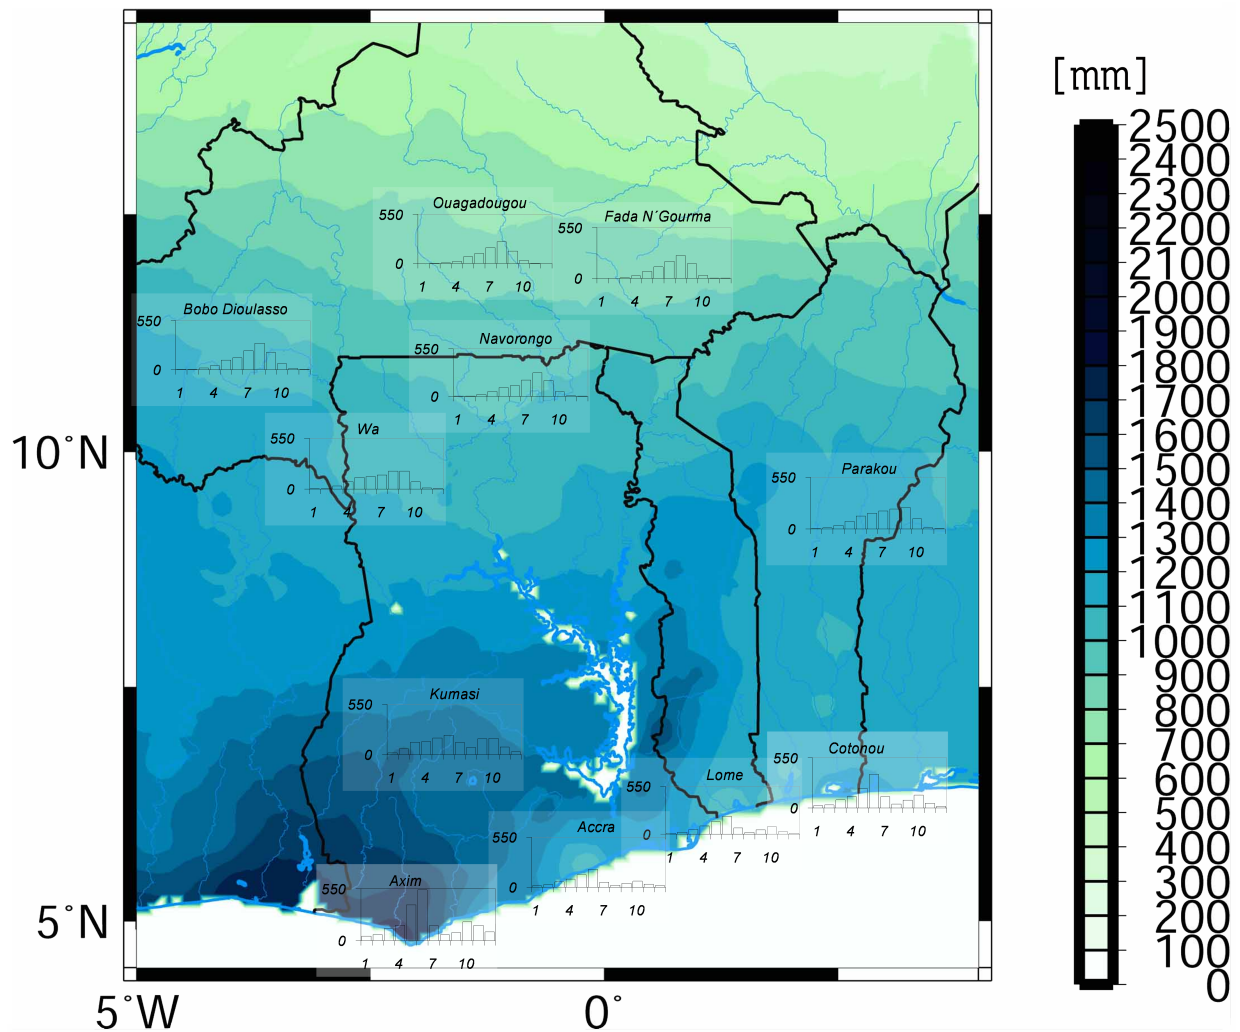 [mm]
2500
2400
2300
2200
2100
2000
1900
1800
1700
1600
1500
1400
1300
1200
1100
1000
900
800
700
600
500
400
300
200
100
0
Ouagadougou
550
0
1 4 7 10
Fada N´Gourma
550
0
1 4 7 10
Bobo Dioulasso
550
0
1 4 7 10
Navorongo
550
0
1 4 7 10
Wa
550
0
1 4 7 10
10°N
Parakou
550
0
1 4 7 10
Kumasi
550
0
1 4 7 10
Cotonou
550
0
1 4 7 10
Lome
550
0
1 4 7 10
Accra
550
0
1 4 7 10
Axim
550
0
1 4 7 10
5°N
5°W
0°